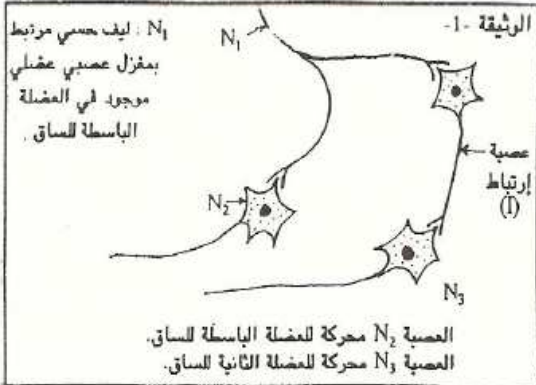 الوثيقة -1-
N1 : ليف حسي مرتبط
بمغزل عصبي عضلي
موجود في العضلة
الباسطة للساق .
N1
عصبة
إرتباط
(I)
N2
N3
العصبة N2 محركة للعضلة الباسطة للساق.
العصبة N3 محركة للعضلة الثانية للساق.